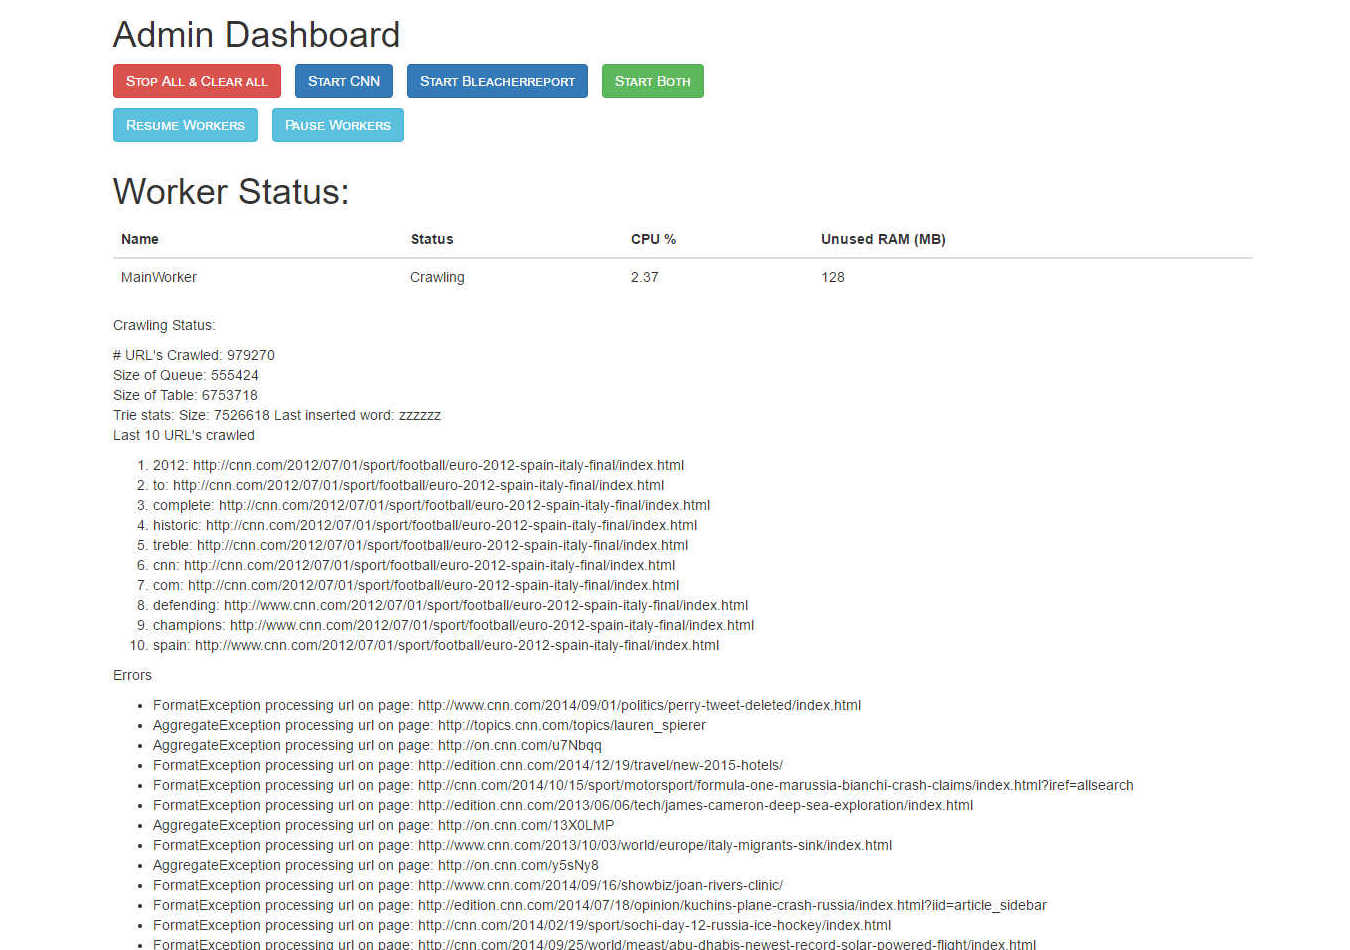 Admin Dashboard
Stop All & Clear all Start CNN Start Bleacherreport Start Both
Resume Workers Pause Workers
Worker Status:
Name Status CPU % Unused RAM (MB)
MainWorker Crawling 2.37 128
Crawling Status:
# URL's Crawled: 979270
Size of Queue: 555424
Size of Table: 6753718
Trie stats: Size: 7526618 Last inserted word: zzzzzz
Last 10 URL's crawled
1. 2012: http://cnn.com/2012/07/01/sport/football/euro-2012-spain-italy-final/index.html
2. to: http://cnn.com/2012/07/01/sport/football/euro-2012-spain-italy-final/index.html
3. complete: http://cnn.com/2012/07/01/sport/football/euro-2012-spain-italy-final/index.html
4. historic: http://cnn.com/2012/07/01/sport/football/euro-2012-spain-italy-final/index.html
5. treble: http://cnn.com/2012/07/01/sport/football/euro-2012-spain-italy-final/index.html
6. cnn: http://cnn.com/2012/07/01/sport/football/euro-2012-spain-italy-final/index.html
7. com: http://cnn.com/2012/07/01/sport/football/euro-2012-spain-italy-final/index.html
8. defending: http://www.cnn.com/2012/07/01/sport/football/euro-2012-spain-italy-final/index.html
9. champions: http://www.cnn.com/2012/07/01/sport/football/euro-2012-spain-italy-final/index.html
10. spain: http://www.cnn.com/2012/07/01/sport/football/euro-2012-spain-italy-final/index.html
Errors
• FormatException processing url on page: http://www.cnn.com/2014/09/01/politics/perry-tweet-deleted/index.html
• AggregateException processing url on page: http://topics.cnn.com/topics/lauren_spierer
• AggregateException processing url on page: http://on.cnn.com/u7Nbqq
• FormatException processing url on page: http://edition.cnn.com/2014/12/19/travel/new-2015-hotels/
• FormatException processing url on page: http://cnn.com/2014/10/15/sport/motorsport/formula-one-marussia-bianchi-crash-claims/index.html?iref=allsearch
• FormatException processing url on page: http://edition.cnn.com/2013/06/06/tech/james-cameron-deep-sea-exploration/index.html
• AggregateException processing url on page: http://on.cnn.com/13X0LMP
• FormatException processing url on page: http://www.cnn.com/2013/10/03/world/europe/italy-migrants-sink/index.html
• AggregateException processing url on page: http://on.cnn.com/y5sNy8
• FormatException processing url on page: http://www.cnn.com/2014/09/16/showbiz/joan-rivers-clinic/
• FormatException processing url on page: http://edition.cnn.com/2014/07/18/opinion/kuchins-plane-crash-russia/index.html?iid=article_sidebar
• FormatException processing url on page: http://cnn.com/2014/02/19/sport/sochi-day-12-russia-ice-hockey/index.html
• FormatException processing url on page: http://cnn.com/2014/09/25/world/meast/abu-dhabis-newest-record-solar-powered-flight/index.html